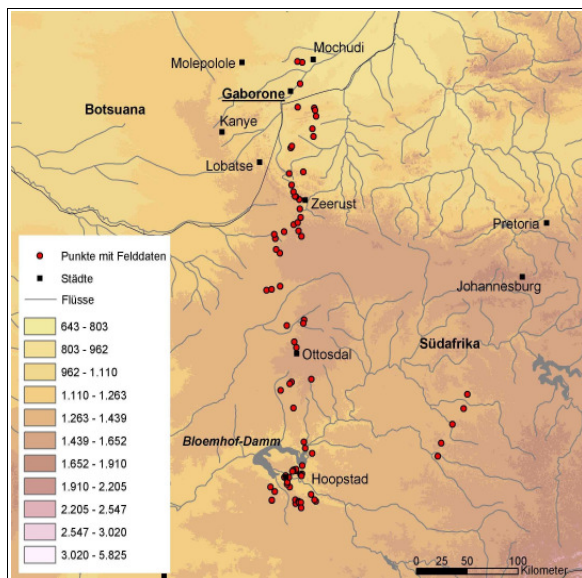 Molepolole
Mochudi
Gaborone
Botsuana
Kanye
Lobatse
Zeerust
Pretoria
Johannesburg
Südafrika
Ottosdal
Bloemhof-Damm
Hoopstad
Punkte mit Felddaten
Städte
Flüsse
643 - 803
803 - 962
962 - 1.110
1.110 - 1.263
1.263 - 1.439
1.439 - 1.652
1.652 - 1.910
1.910 - 2.205
2.205 - 2.547
2.547 - 3.020
3.020 - 5.825
0 25 50 100
Kilometer